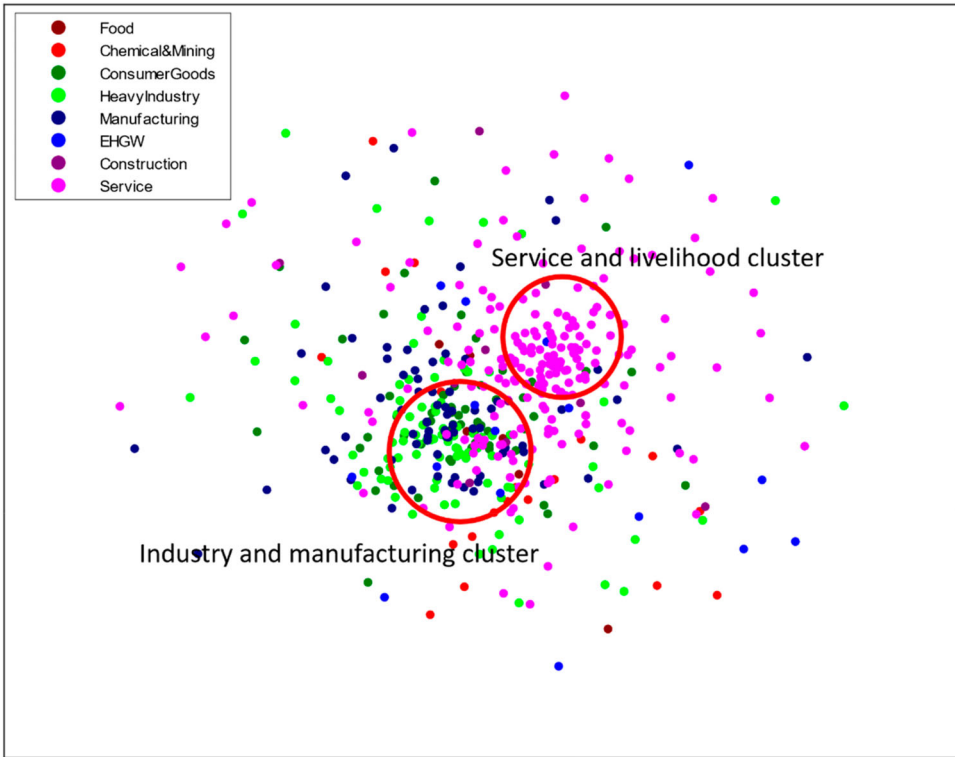 Food
Chemical&Mining
ConsumerGoods
HeavyIndustry
Manufacturing
EHGW
Construction
Service
Service and livelihood cluster
Industry and manufacturing cluster